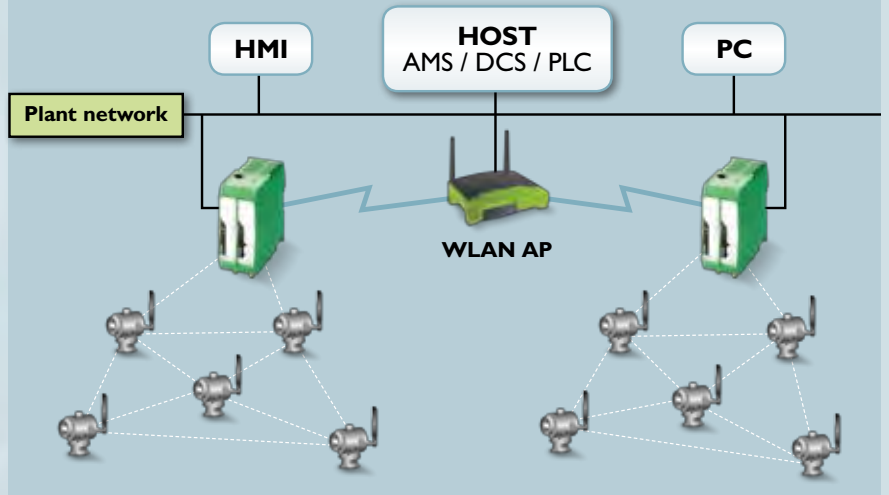 HMI
HOST
AMS / DCS / PLC
PC
Plant network
WLAN AP